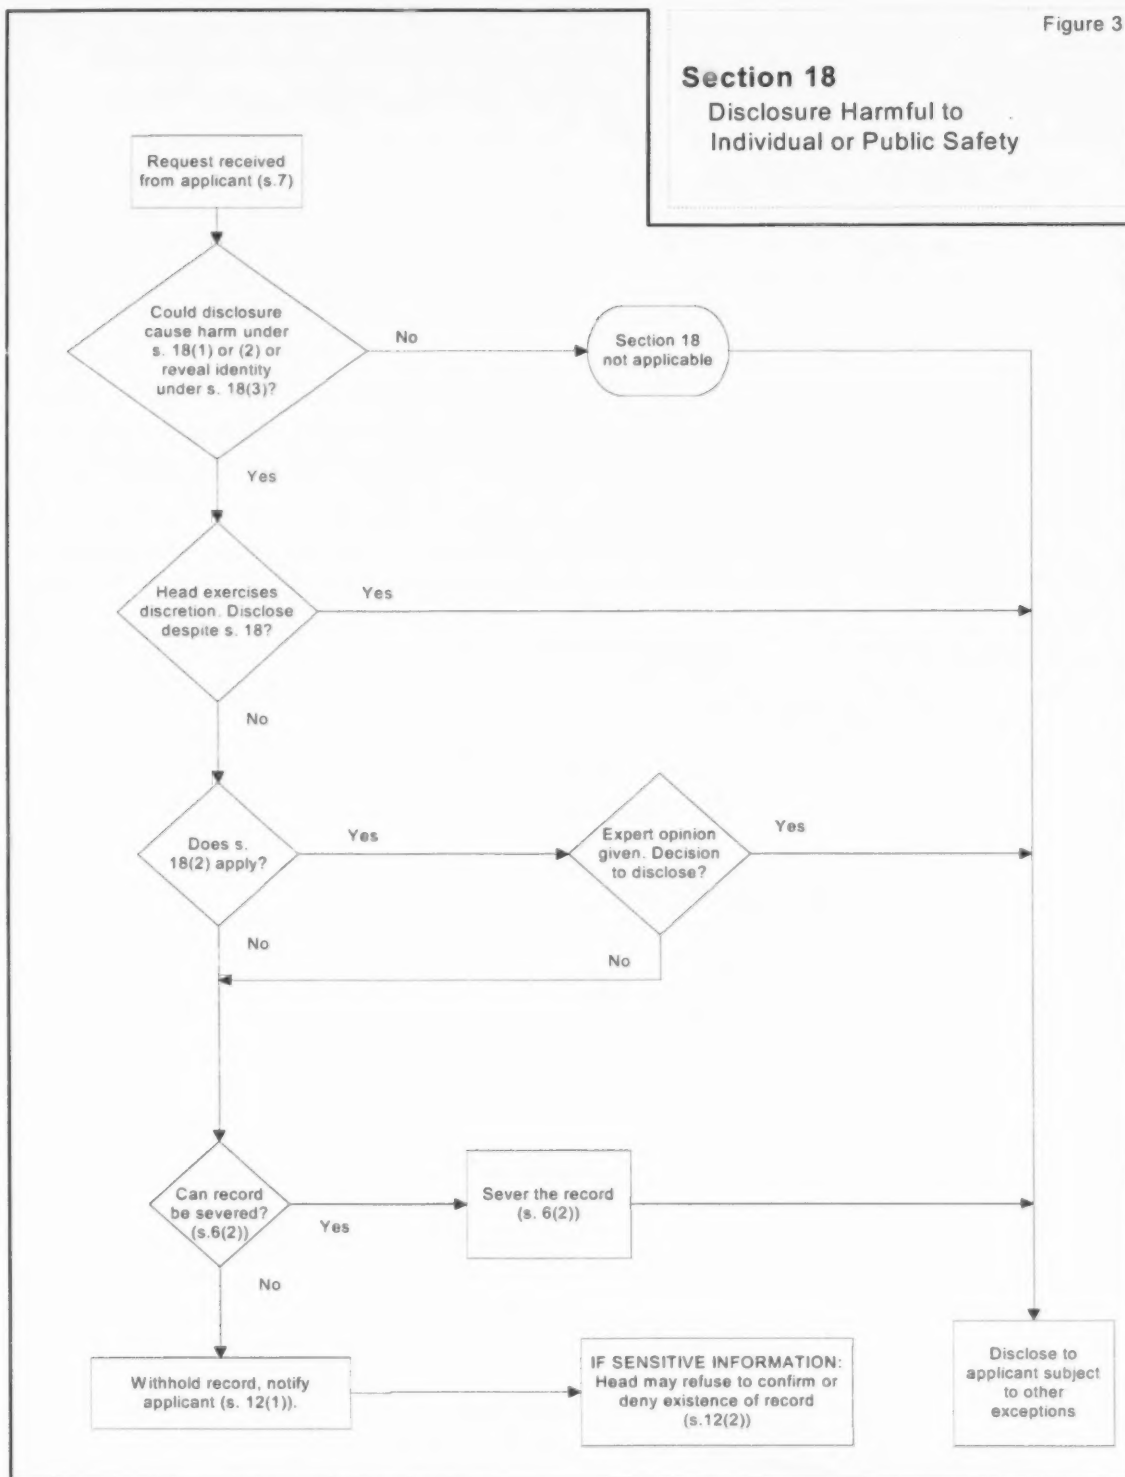 Figure 3
Section 18
Disclosure Harmful to
Individual or Public Safety
Request received
from applicant (s.7)
Could disclosure
cause harm under
s. 18(1) or (2) or
reveal identity
under s. 18(3)?
No
Section 18
not applicable
Yes
Head exercises
discretion. Disclose
despite s. 18?
Yes
No
Does s.
18(2) apply?
Yes
Expert opinion
given. Decision
to disclose?
Yes
No
No
Can record
be severed?
(s.6(2))
Yes
Sever the record
(s. 6(2))
No
Withhold record, notify
applicant (s. 12(1)).
IF SENSITIVE INFORMATION:
Head may refuse to confirm or
deny existence of record
(s.12(2))
Disclose to
applicant subject
to other
exceptions